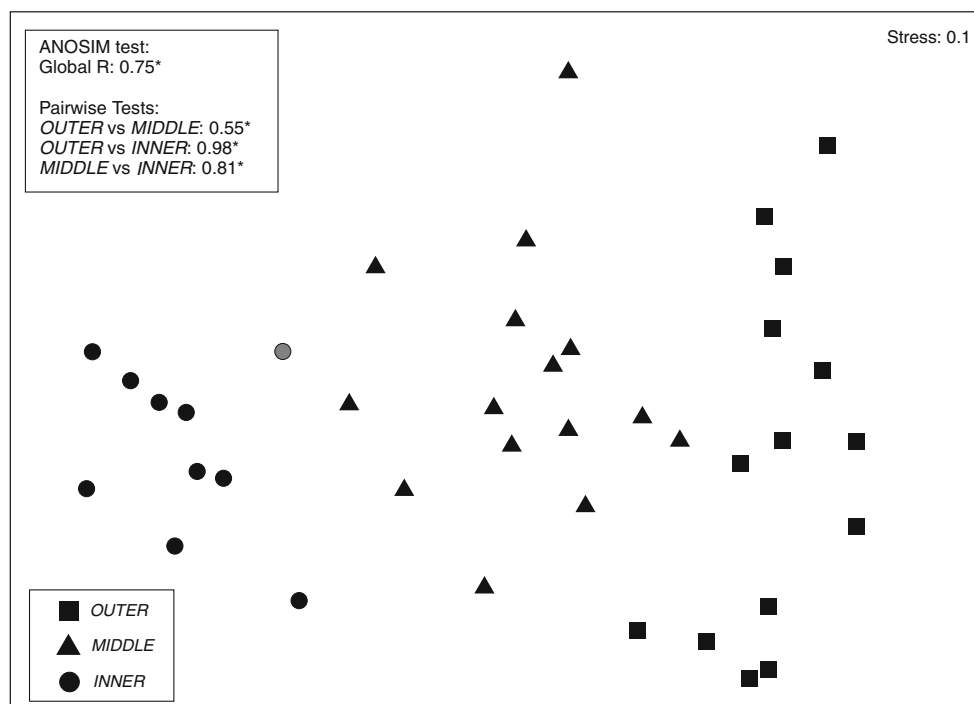 ANOSIM test:
Global R: 0.75*
Pairwise Tests:
OUTER vs MIDDLE: 0.55*
OUTER vs INNER: 0.98*
MIDDLE vs INNER: 0.81*
Stress: 0.1
OUTER
MIDDLE
INNER